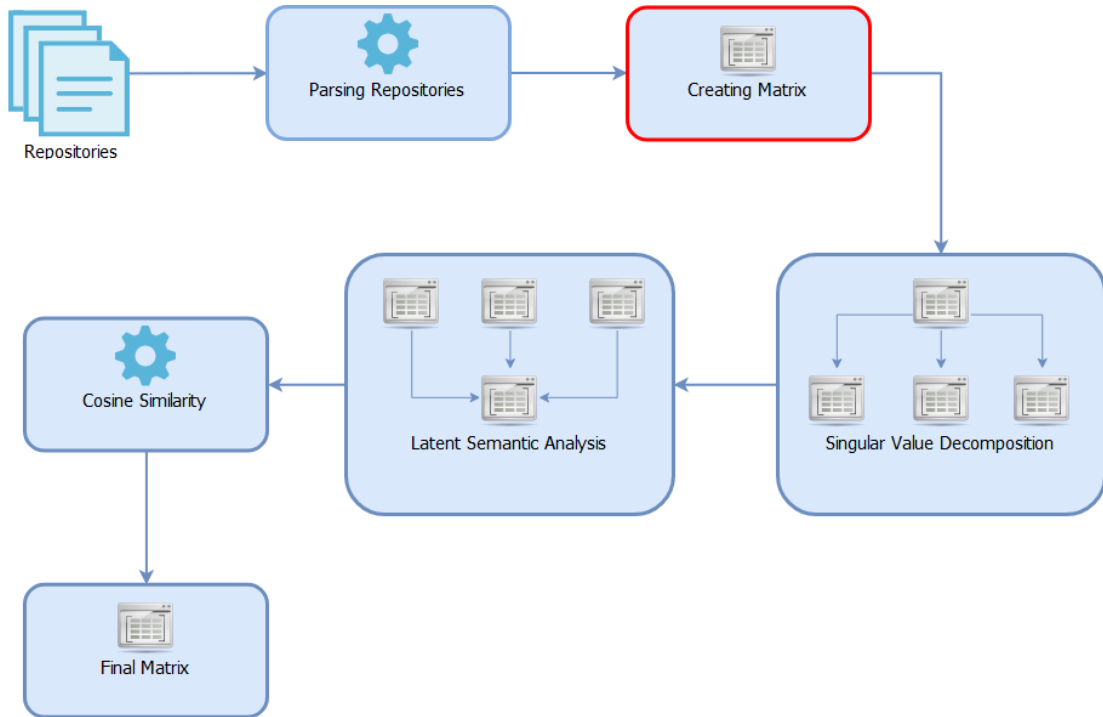 Repositories
Parsing Repositories
Creating Matrix
Singular Value Decomposition
Latent Semantic Analysis
Cosine Similarity
Final Matrix